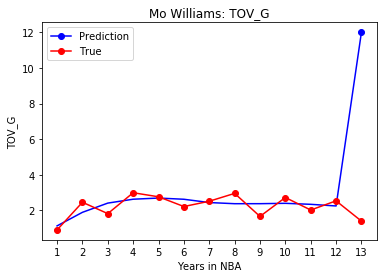 Mo Williams: TOV_G
Prediction
True
12
10
8
6
4
2
TOV_G
1 2 3 4 5 6 7 8 9 10 11 12 13
Years in NBA